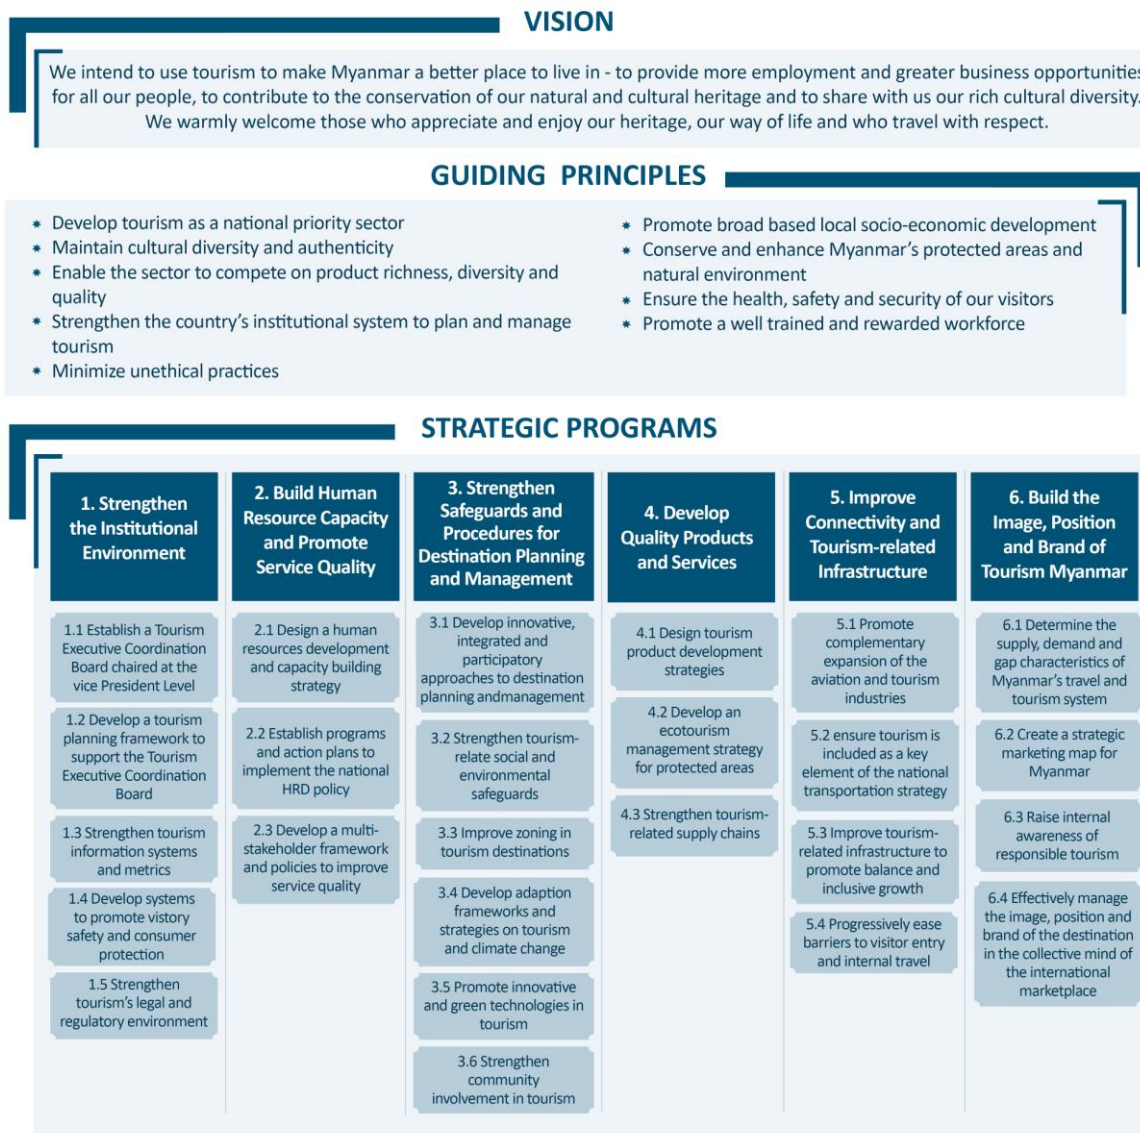 VISION
We intend to use tourism to make Myanmar a better place to live in - to provide more employment and greater business opportunities
for all our people, to contribute to the conservation of our natural and cultural heritage and to share with us our rich cultural diversity.
We warmly welcome those who appreciate and enjoy our heritage, our way of life and who travel with respect.
GUIDING PRINCIPLES
* Develop tourism as a national priority sector
* Maintain cultural diversity and authenticity
* Enable the sector to compete on product richness, diversity and
quality
* Strengthen the country's institutional system to plan and manage
tourism
* Minimize unethical practices
* Promote broad based local socio-economic development
* Conserve and enhance Myanmar's protected areas and
natural environment
* Ensure the health, safety and security of our visitors
* Promote a well trained and rewarded workforce
STRATEGIC PROGRAMS
1. Strengthen
the Institutional
Environment
1.1 Establish a Tourism
Executive Coordination
Board chaired at the
vice President Level
1.2 Develop a tourism
planning framework to
support the Tourism
Executive Coordination
Board
1.3 Strengthen tourism
information systems
and metrics
1.4 Develop systems
to promote vistory
safety and consumer
protection
1.5 Strengthen
tourism's legal and
regulatory environment
2. Build Human
Resource Capacity
and Promote
Service Quality
2.1 Design a human
resources development
and capacity building
strategy
2.2 Establish programs
and action plans to
implement the national
HRD policy
2.3 Develop a multi-
stakeholder framework
and policies to improve
service quality
3. Strengthen
Safeguards and
Procedures for
Destination Planning
and Management
3.1 Develop innovative,
integrated and
participatory
approaches to destination
planning andmanagement
3.2 Strengthen tourism-
relate social and
environmental
safeguards
3.3 Improve zoning in
tourism destinations
3.4 Develop adaption
frameworks and
strategies on tourism
and climate change
3.5 Promote innovative
and green technologies in
tourism
3.6 Strengthen
community
involvement in tourism
4. Develop
Quality Products
and Services
4.1 Design tourism
product development
strategies
4.2 Develop an
ecotourism
management strategy
for protected areas
4.3 Strengthen tourism-
related supply chains
5. Improve
Connectivity and
Tourism-related
Infrastructure
5.1 Promote
complementary
expansion of the
aviation and tourism
industries
5.2 ensure tourism is
included as a key
element of the national
transportation strategy
5.3 Improve tourism-
related infrastructure to
promote balance and
inclusive growth
5.4 Progressively ease
barriers to visitor entry
and internal travel
6. Build the
Image, Position
and Brand of
Tourism Myanmar
6.1 Determine the
supply, demand and
gap characteristics of
Myanmar's travel and
tourism system
6.2 Create a strategic
marketing map for
Myanmar
6.3 Raise internal
awareness of
responsible tourism
6.4 Effectively manage
the image, position and
brand of the destination
in the collective mind of
the international
marketplace